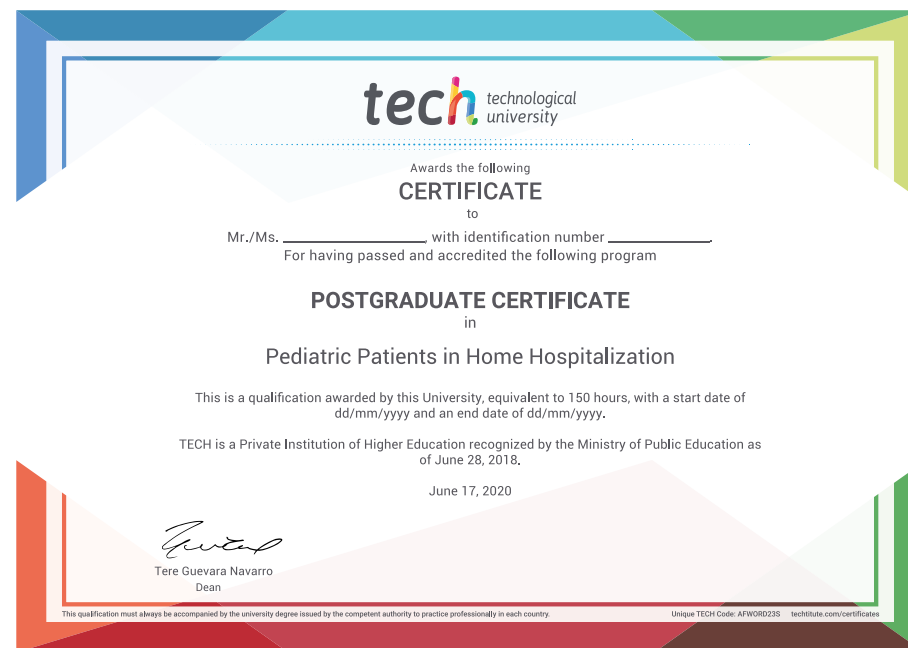 tech technological
university
Awards the following
CERTIFICATE
to
Mr./Ms. ____________, with identification number ____________.
For having passed and accredited the following program
POSTGRADUATE CERTIFICATE
in
Pediatric Patients in Home Hospitalization
This is a qualification awarded by this University, equivalent to 150 hours, with a start date of
dd/mm/yyyy and an end date of dd/mm/yyyy.
TECH is a Private Institution of Higher Education recognized by the Ministry of Public Education as
of June 28, 2018.
June 17, 2020
Tere Guevara Navarro
Dean
This qualification must always be accompanied by the university degree issued by the competent authority to practice professionally in each country. Unique TECH Code: AFWORD23S techtitute.com/certificates